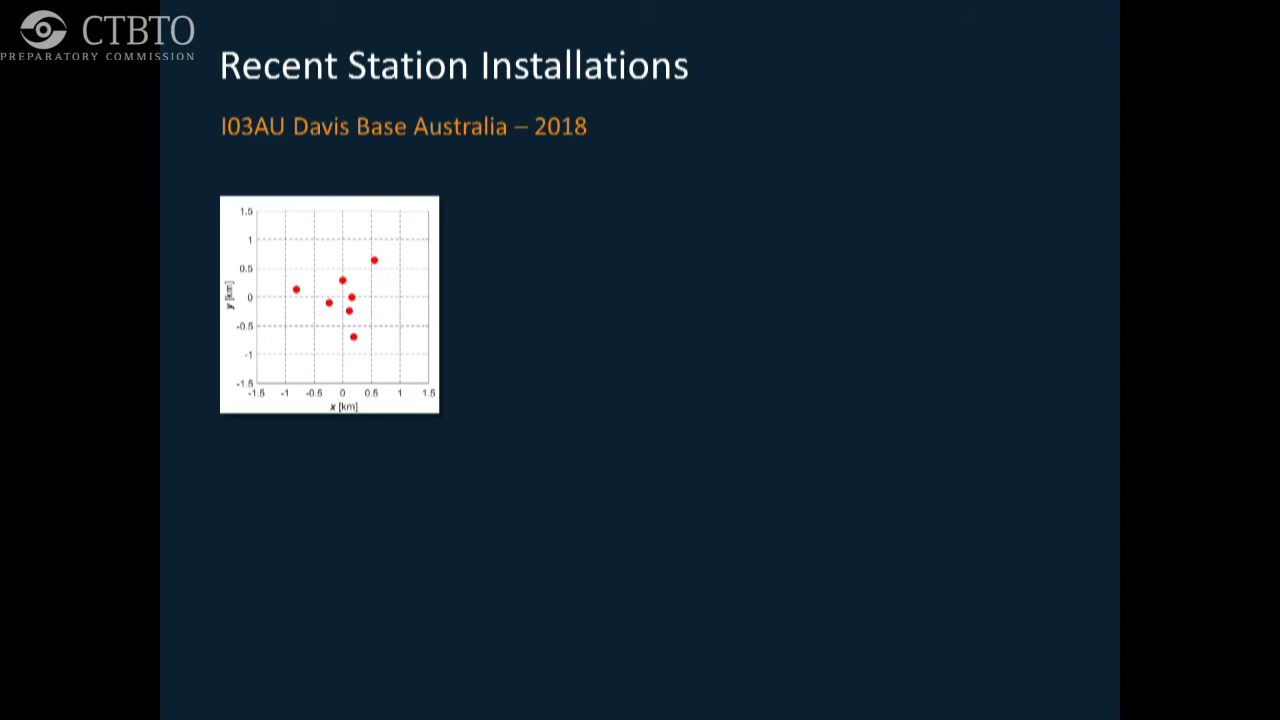 CTBTO
PREPARATORY COMMISSION
Recent Station Installations
I03AU Davis Base Australia – 2018
1.5
1
0.5
0
-0.5
-1
-1.5
y [km]
-1.5 -1 -0.5 0 0.5 1 1.5
x [km]